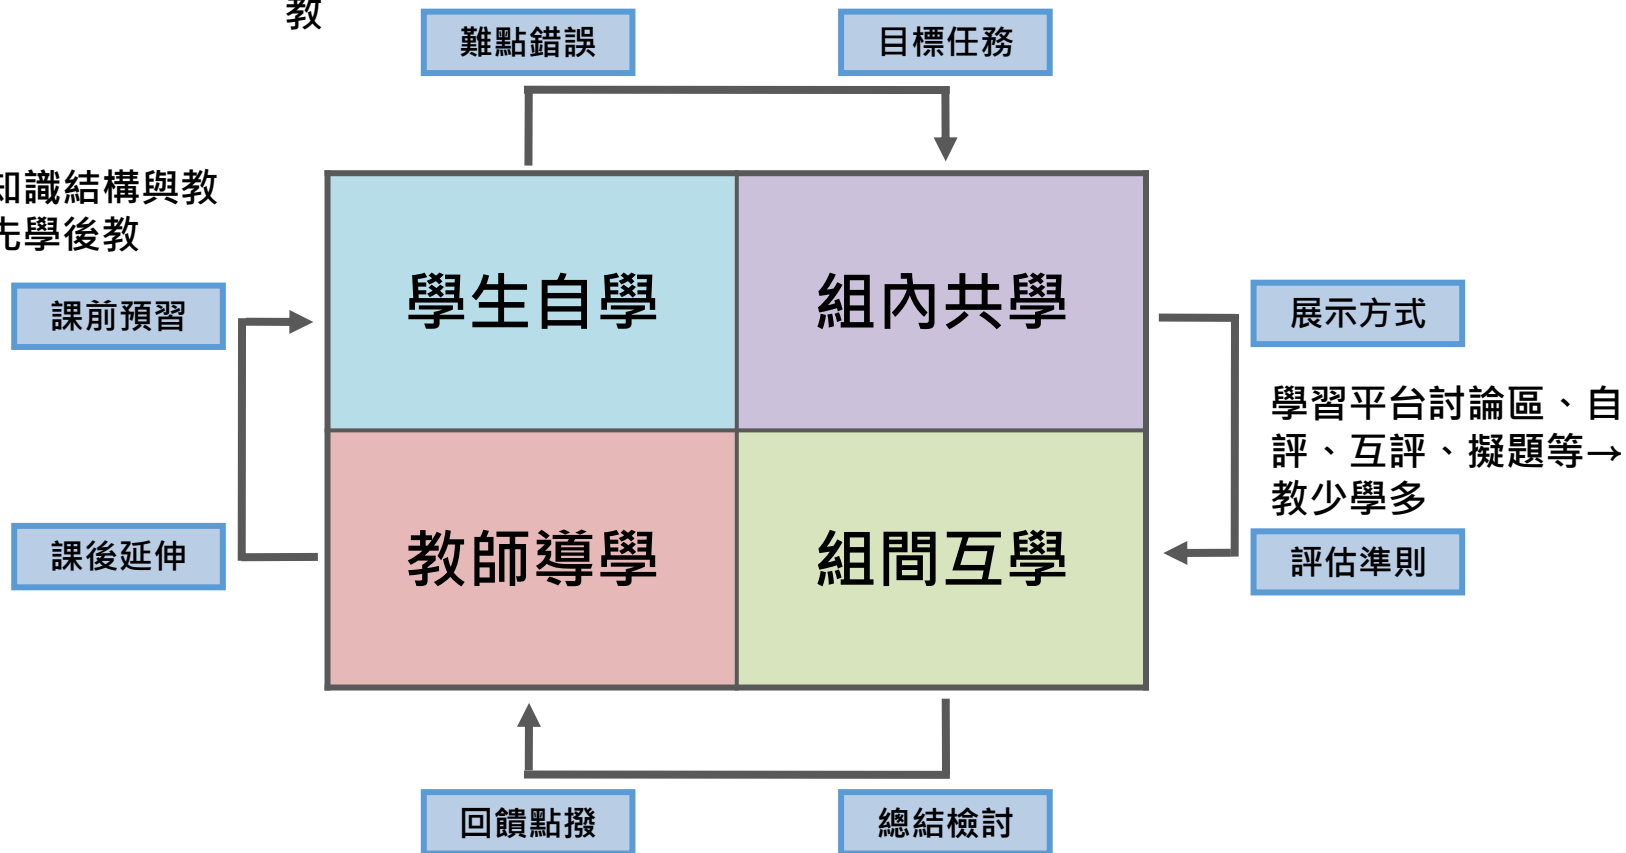 教
難點錯誤
目標任務
知識結構與教
先學後教
學生自學
組內共學
課前預習
展示方式
學習平台討論區、自
評、互評、擬題等→
教少學多
課後延伸
教師導學
組間互學
評估準則
回饋點撥
總結檢討